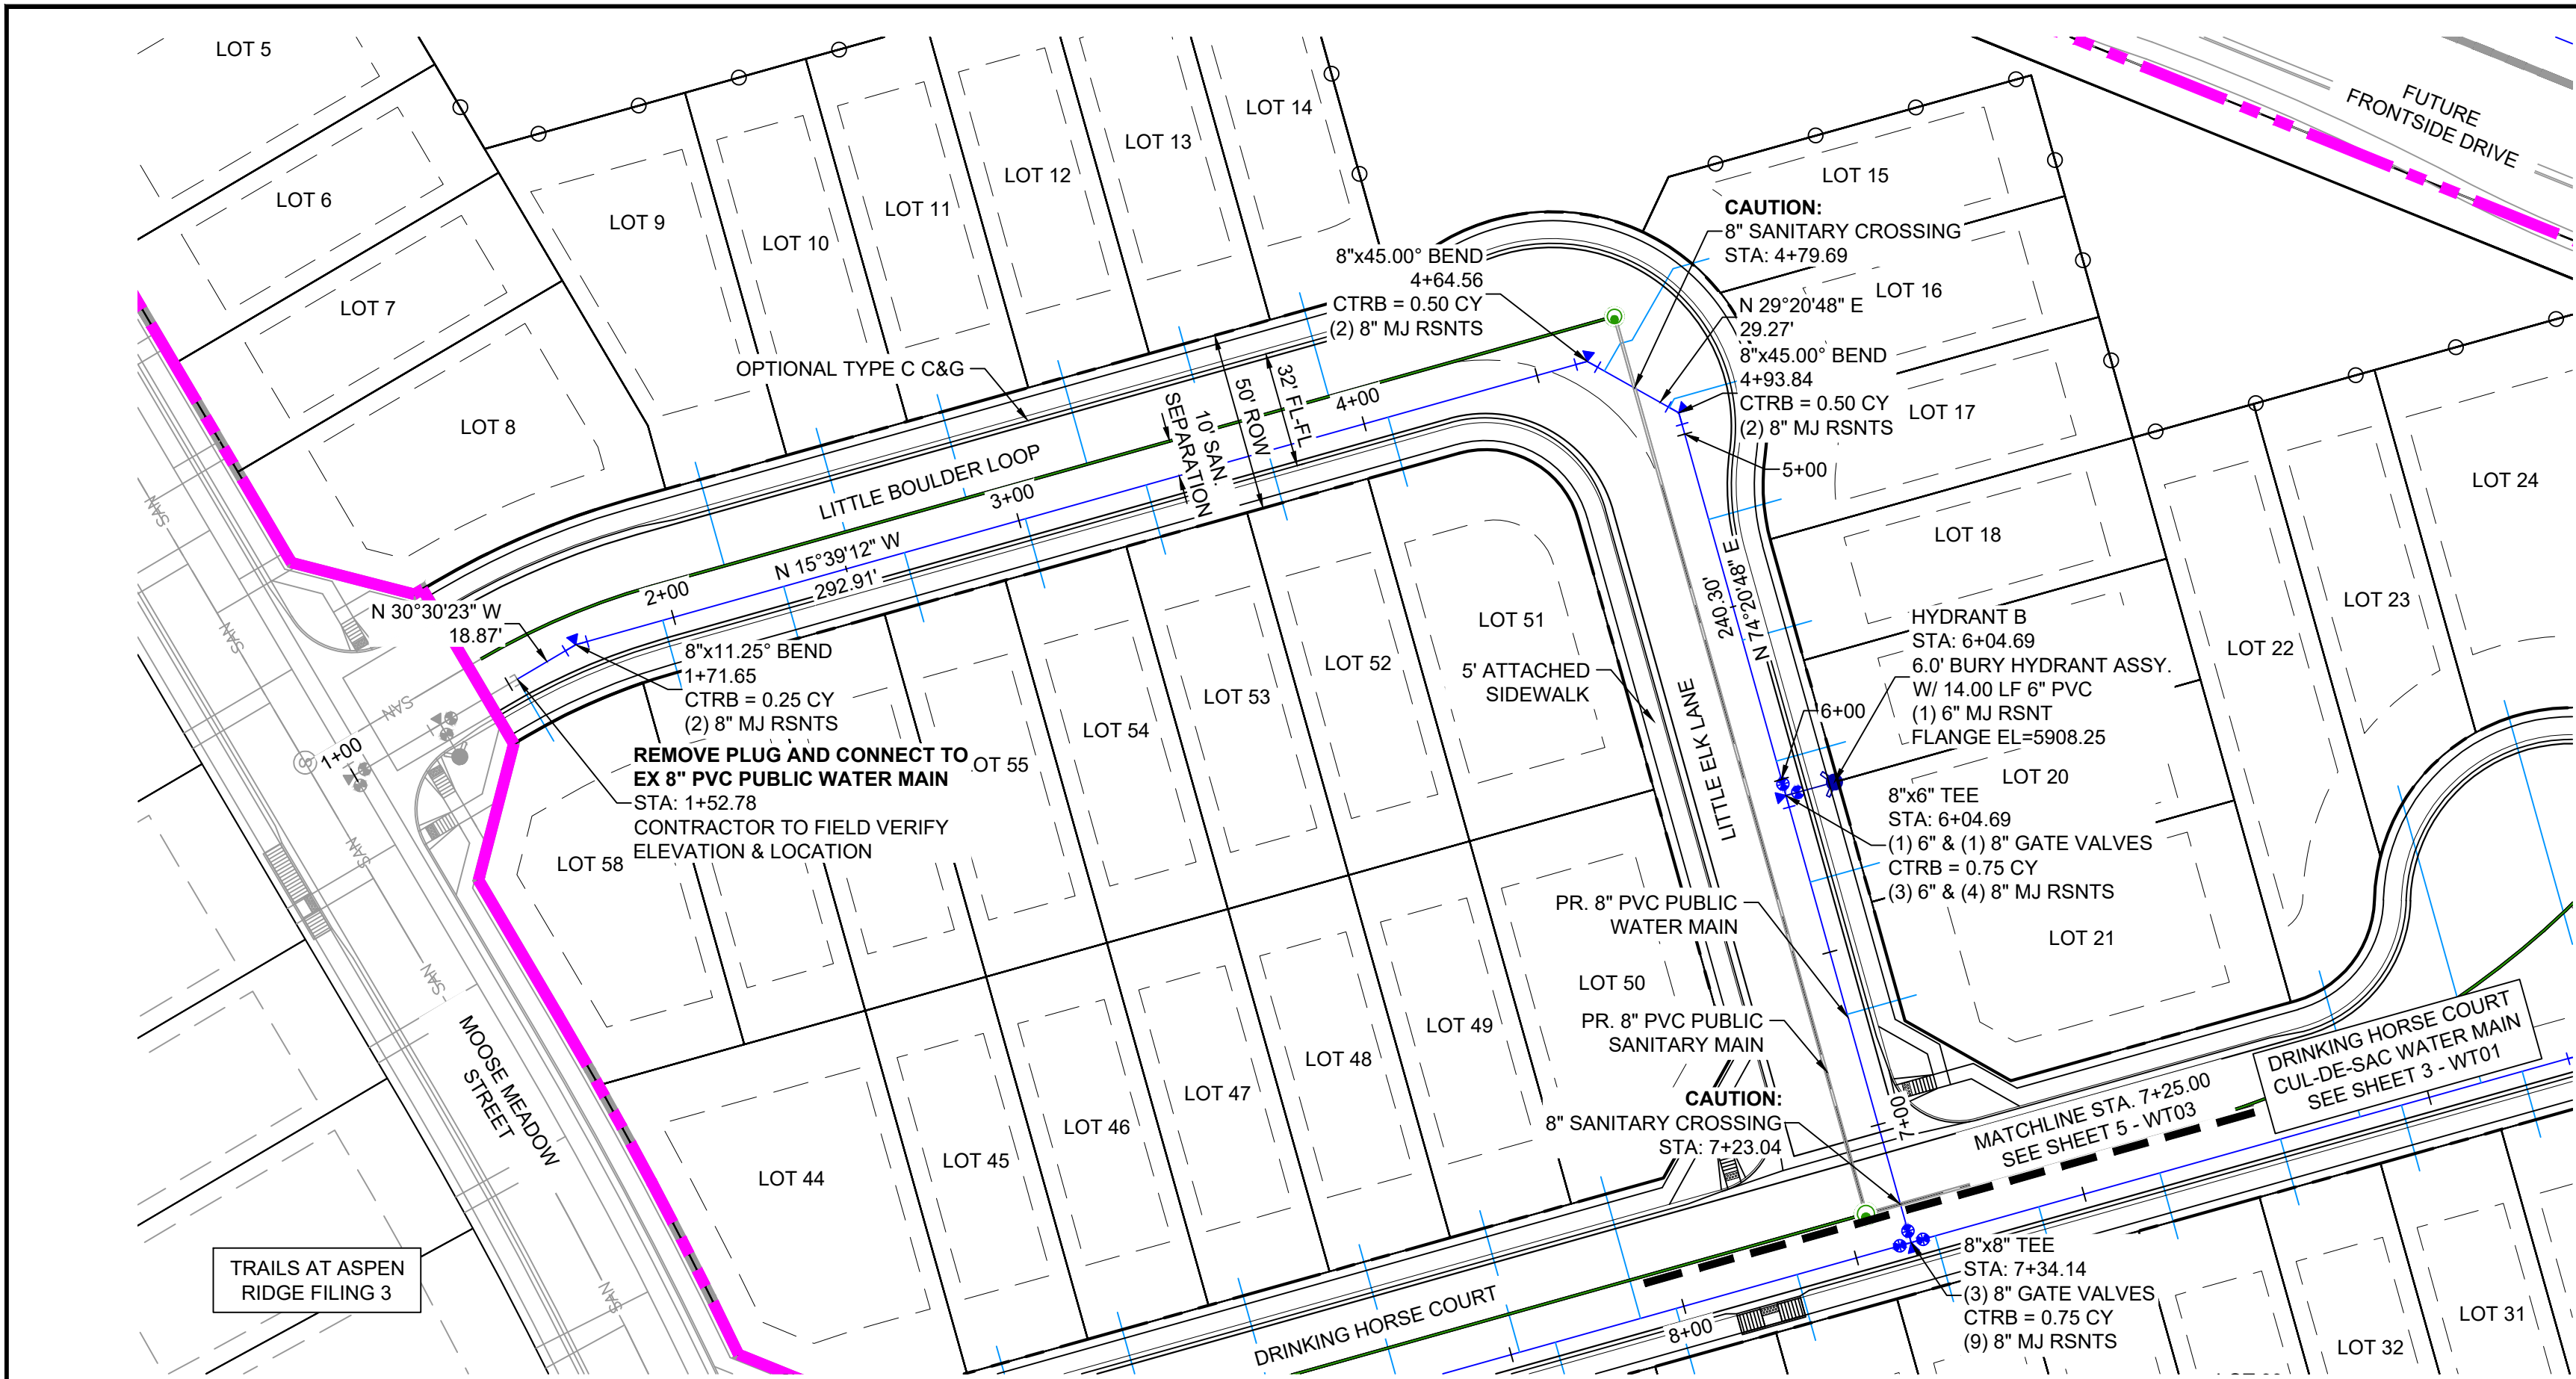 LOT 5
LOT 6
LOT 7
LOT 8
LOT 9
LOT 10
LOT 11
LOT 12
LOT 13
LOT 14
LOT 15
LOT 16
LOT 17
LOT 18
LOT 20
LOT 21
LOT 22
LOT 23
LOT 24
FUTURE
FRONTSIDE DRIVE
CAUTION:
8" SANITARY CROSSING
STA: 4+79.69
8"x45.00° BEND
4+64.56
CTRB = 0.50 CY
(2) 8" MJ RSNTS
N 29°20'48" E
29.27'
8"x45.00° BEND
4+93.84
CTRB = 0.50 CY
(2) 8" MJ RSNTS
5+00
OPTIONAL TYPE C C&G
32' FL-FL
50' ROW
10' SAN.
SEPARATION
4+00
LITTLE BOULDER LOOP
3+00
N 15°39'12" W
292.91'
2+00
N 30°30'23" W
18.87'
8"x11.25° BEND
1+71.65
CTRB = 0.25 CY
(2) 8" MJ RSNTS
REMOVE PLUG AND CONNECT TO
EX 8" PVC PUBLIC WATER MAIN
STA: 1+52.78
CONTRACTOR TO FIELD VERIFY
ELEVATION & LOCATION
1+00
S
SAN
SAN
SAN
SAN
SAN
SAN
MOOSE MEADOW
STREET
TRAILS AT ASPEN
RIDGE FILING 3
LOT 58
OT 55
LOT 54
LOT 53
LOT 52
LOT 51
LOT 50
LOT 49
LOT 48
LOT 47
LOT 46
LOT 45
LOT 44
5' ATTACHED
SIDEWALK
LITTLE ELK LANE
240.30'
N 74°20'48" E
6+00
HYDRANT B
STA: 6+04.69
6.0' BURY HYDRANT ASSY.
W/ 14.00 LF 6" PVC
(1) 6" MJ RSNT
FLANGE EL=5908.25
8"x6" TEE
STA: 6+04.69
(1) 6" & (1) 8" GATE VALVES
CTRB = 0.75 CY
(3) 6" & (4) 8" MJ RSNTS
PR. 8" PVC PUBLIC
WATER MAIN
PR. 8" PVC PUBLIC
SANITARY MAIN
CAUTION:
8" SANITARY CROSSING
STA: 7+23.04
7+00
MATCHLINE STA. 7+25.00
SEE SHEET 5 - WT03
DRINKING HORSE COURT
CUL-DE-SAC WATER MAIN
SEE SHEET 3 - WT01
8"x8" TEE
STA: 7+34.14
(3) 8" GATE VALVES
CTRB = 0.75 CY
(9) 8" MJ RSNTS
DRINKING HORSE COURT
8+00
LOT 31
LOT 32